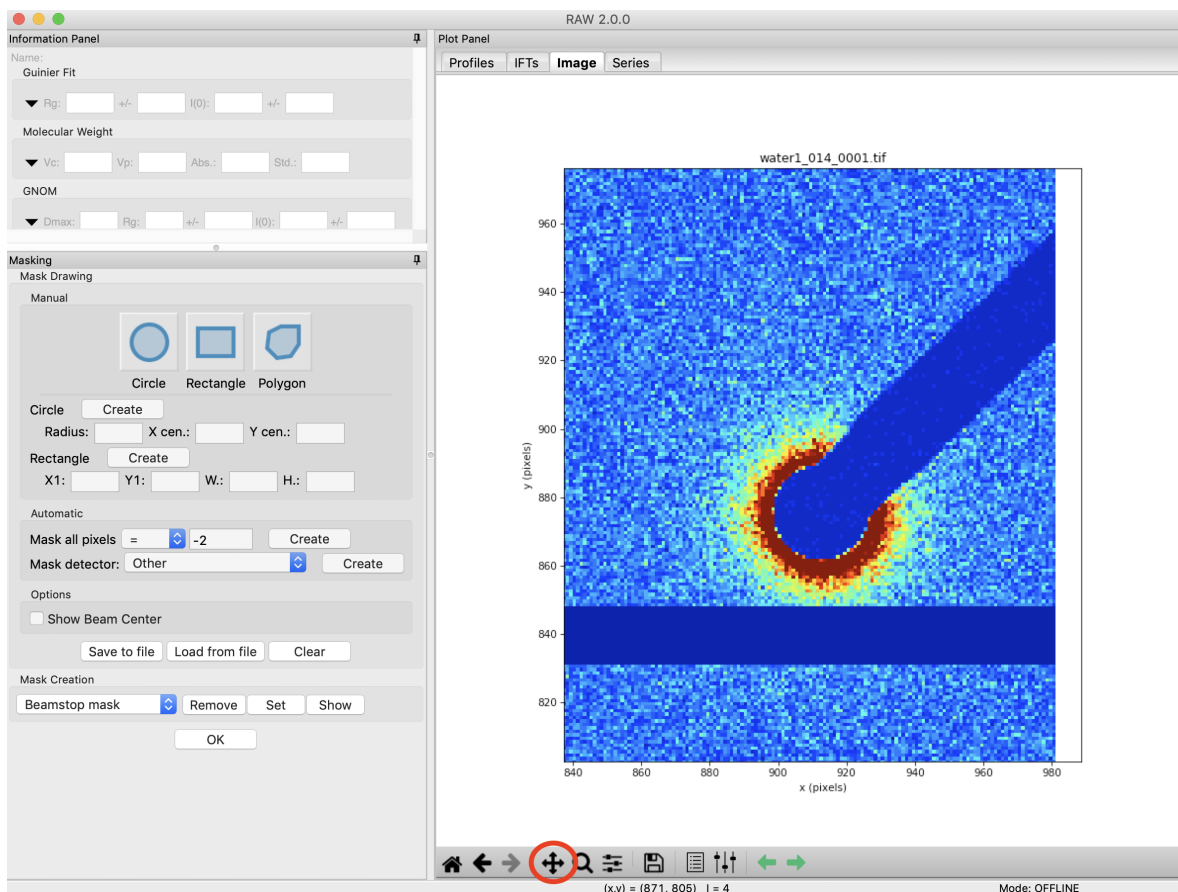 RAW 2.0.0
Information Panel
Name:
Guinier Fit
Rg: +/- I(0): +/-
Molecular Weight
Vc: Vp: Abs.: Std.:
GNOM
Dmax: Rg: +/- I(0): +/-
Masking
Mask Drawing
Manual
Circle Rectangle Polygon
Circle Create
Radius: X cen.: Y cen.:
Rectangle Create
X1: Y1: W.: H.:
Automatic
Mask all pixels = -2 Create
Mask detector: Other Create
Options
Show Beam Center
Save to file Load from file Clear
Mask Creation
Beamstop mask Remove Set Show
OK
Plot Panel
Profiles IFTs Image Series
water1_014_0001.tif
960
940
920
900
880
860
840
820
y (pixels)
840 860 880 900 920 940 960 980
x (pixels)
(x,y) = (871, 805) I = 4 Mode: OFFLINE